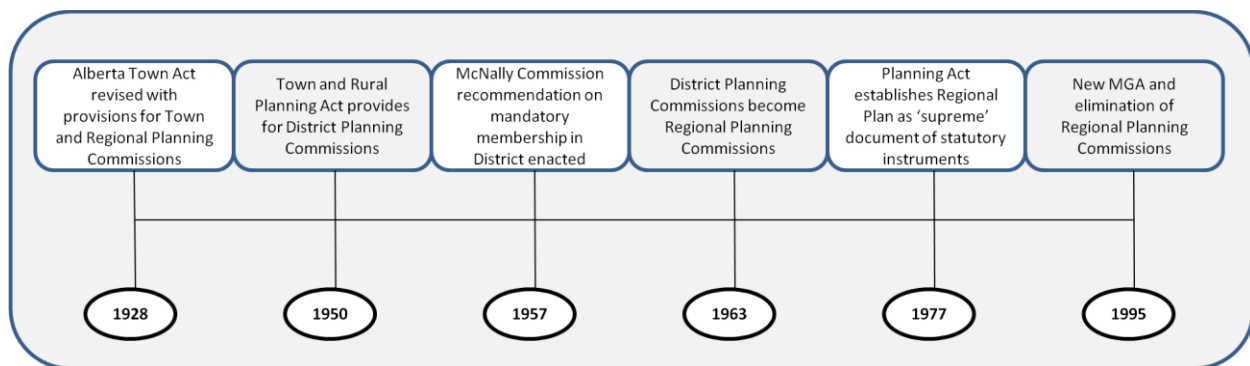 Alberta Town Act
revised with
provisions for Town
and Regional Planning
Commissions
Town and Rural
Planning Act provides
for District Planning
Commissions
McNally Commission
recommendation on
mandatory
membership in
District enacted
District Planning
Commissions become
Regional Planning
Commissions
Planning Act
establishes Regional
Plan as ‘supreme’
document of statutory
instruments
New MGA and
elimination of
Regional Planning
Commissions
1928
1950
1957
1963
1977
1995